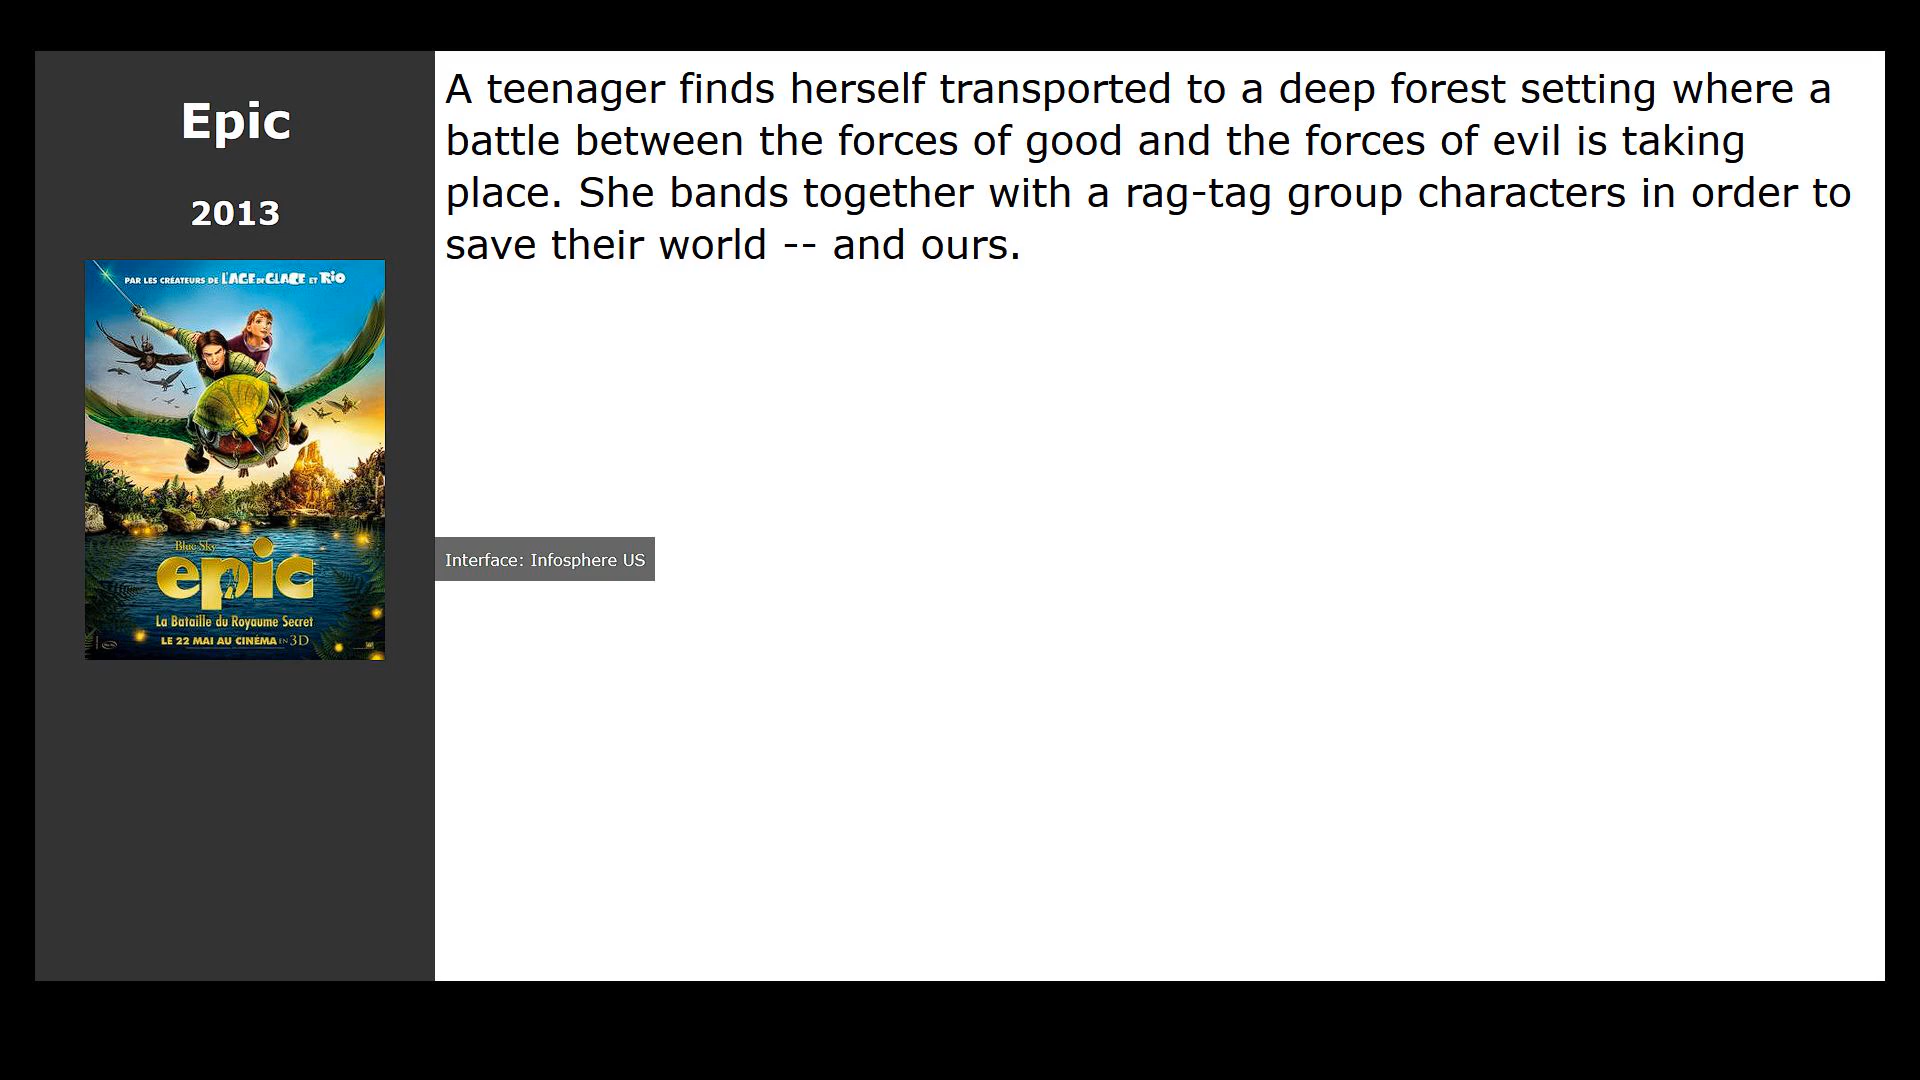 Epic
2013
PAR LES CRÉATEURS DE L'AGE DE GLACE ET RIO
Blue Sky
epic
La Bataille du Royaume Secret
LE 22 MAI AU CINÉMA EN 3D
A teenager finds herself transported to a deep forest setting where a
battle between the forces of good and the forces of evil is taking
place. She bands together with a rag-tag group characters in order to
save their world -- and ours.
Interface: Infosphere US